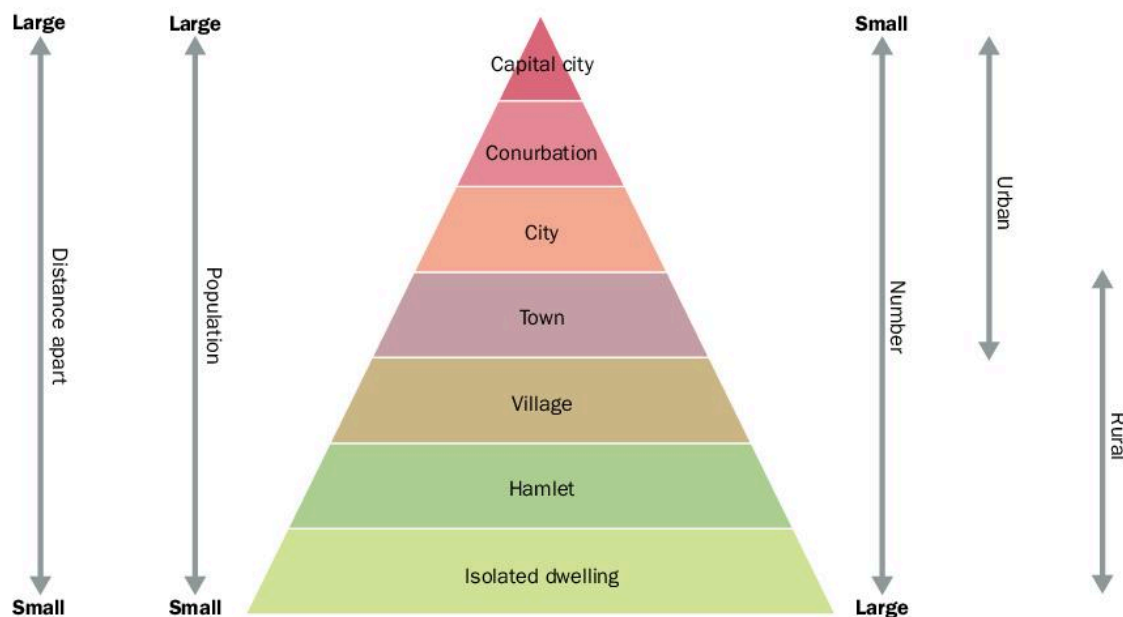 Large
Large
Small
Capital city
Conurbation
City
Town
Village
Hamlet
Isolated dwelling
Distance apart
Population
Number
Urban
Rural
Small
Small
Large